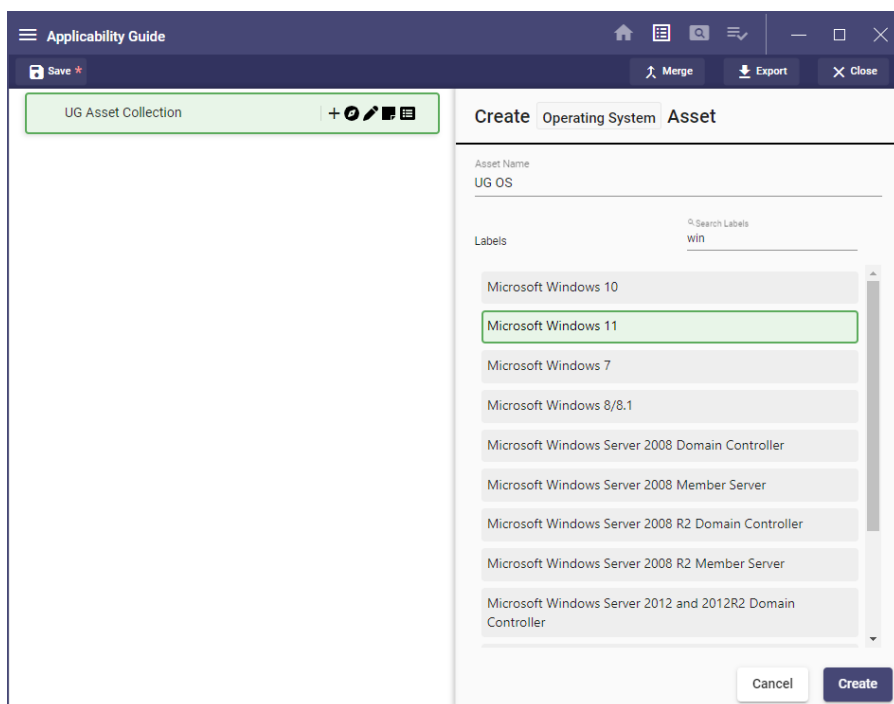 Applicability Guide
Save *
Merge
Export
Close
UG Asset Collection
Create Operating System Asset
Asset Name
UG OS
Labels
Search Labels
win
Microsoft Windows 10
Microsoft Windows 11
Microsoft Windows 7
Microsoft Windows 8/8.1
Microsoft Windows Server 2008 Domain Controller
Microsoft Windows Server 2008 Member Server
Microsoft Windows Server 2008 R2 Domain Controller
Microsoft Windows Server 2008 R2 Member Server
Microsoft Windows Server 2012 and 2012R2 Domain
Controller
Cancel
Create